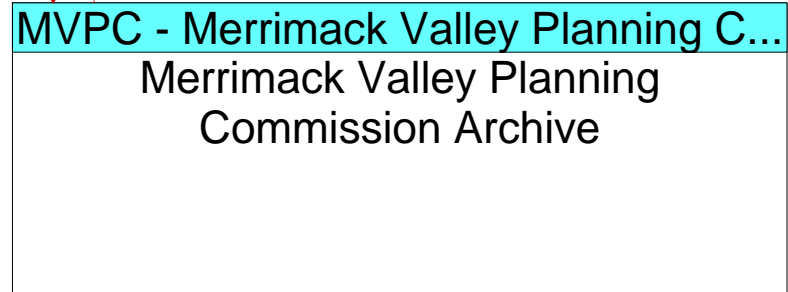 MVPC - Merrimack Valley Planning C...
Merrimack Valley Planning
Commission Archive